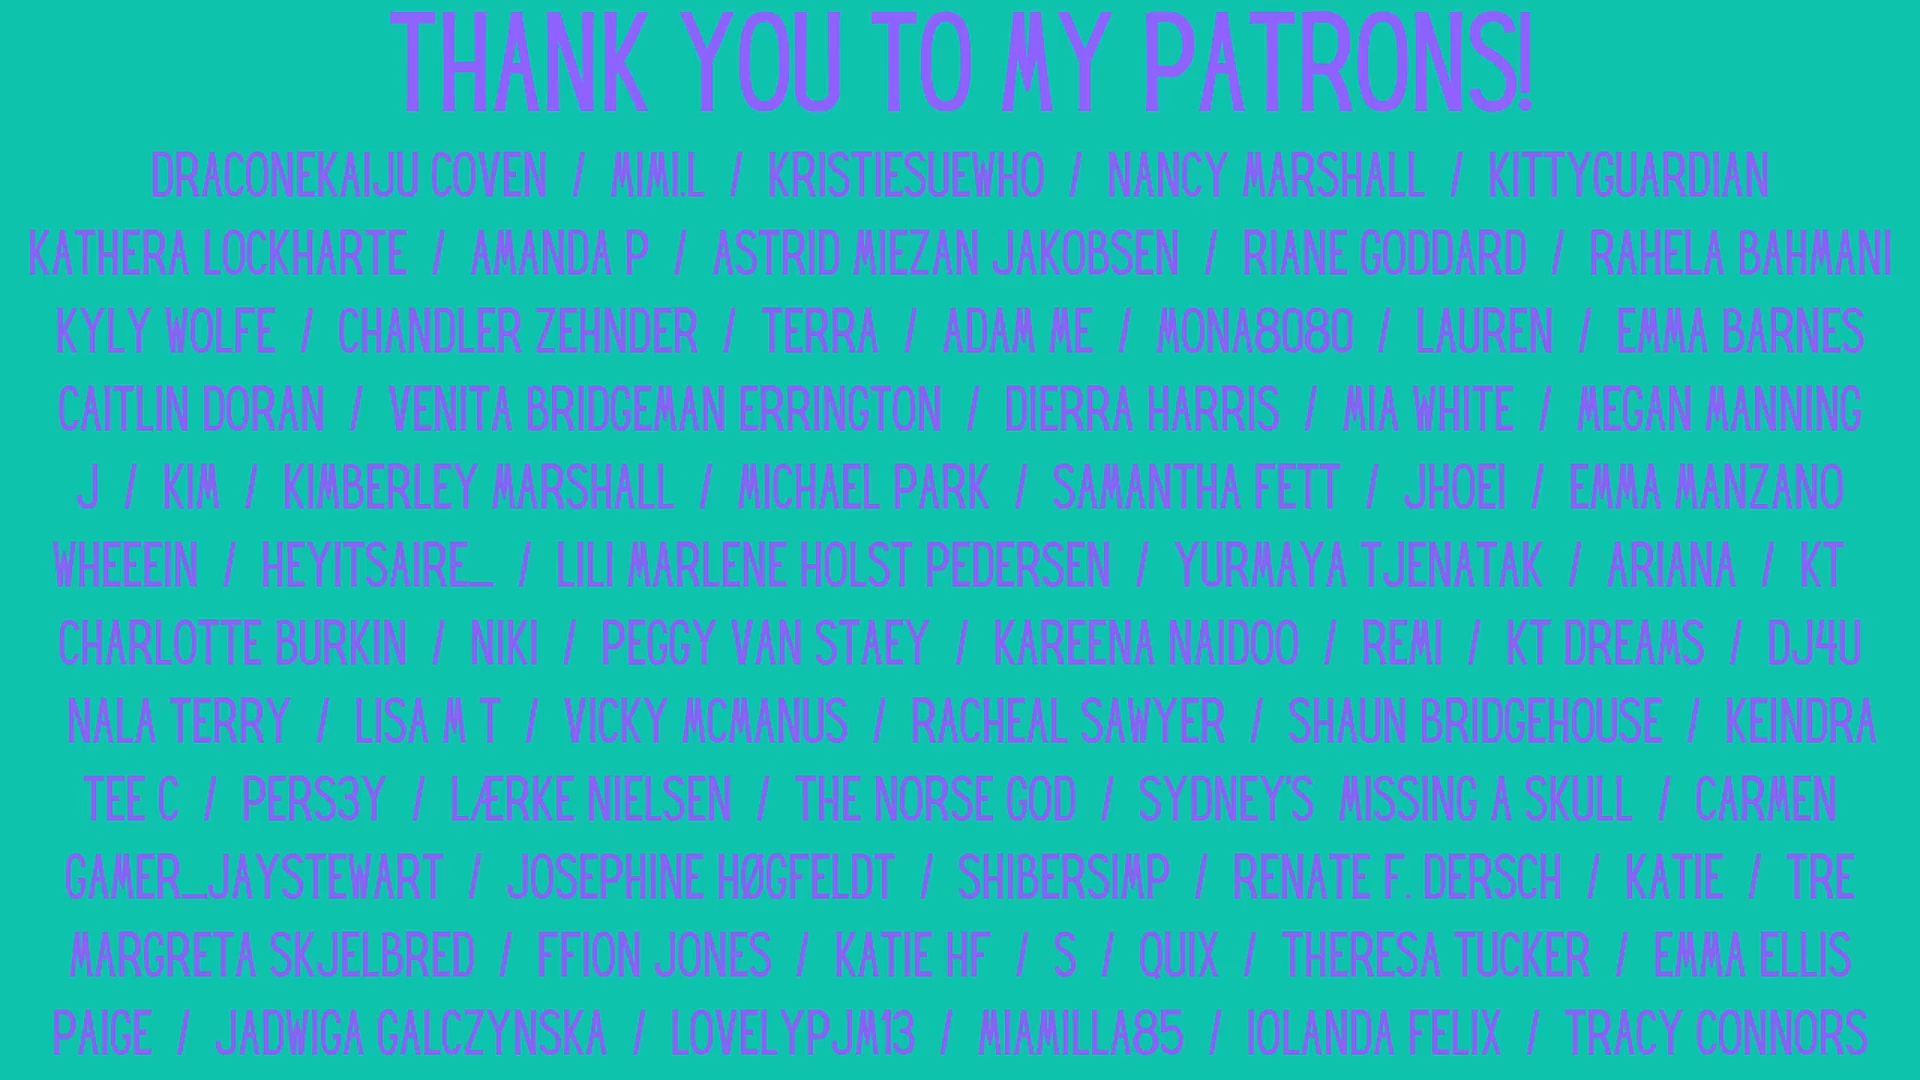 THANK YOU TO MY PATRONS!
DRACONEKAIJU COVEN / MIMI.L / KRISTIESUEWHO / NANCY MARSHALL / KITTYGUARDIAN
KATHERA LOCKHARTE / AMANDA P / ASTRID MIEZAN JAKOBSEN / RIANE GODDARD / RAHELA BAHMANI
KYLY WOLFE / CHANDLER ZEHNDER / TERRA / ADAM ME / MONA8080 / LAUREN / EMMA BARNES
CAITLIN DORAN / VENITA BRIDGEMAN ERRINGTON / DIERRA HARRIS / MIA WHITE / MEGAN MANNING
J / KIM / KIMBERLEY MARSHALL / MICHAEL PARK / SAMANTHA FETT / JHOEI / EMMA MANZANO
WHEEEIN / HEYITSAIRE_ / LILI MARLENE HOLST PEDERSEN / YURMAYA TJENATAK / ARIANA / KT
CHARLOTTE BURKIN / NIKI / PEGGY VAN STAEY / KAREENA NAIDOO / REMI / KT DREAMS / DJ4U
NALA TERRY / LISA M T / VICKY MCMANUS / RACHEAL SAWYER / SHAUN BRIDGEHOUSE / KEINDRA
TEE C / PERS3Y / LÆRKE NIELSEN / THE NORSE GOD / SYDNEY'S MISSING A SKULL / CARMEN
GAMER_JAYSTEWART / JOSEPHINE HØGFELDT / SHIBERSIMP / RENATE F. DERSCH / KATIE / TRE
MARGRETA SKJELBRED / FFION JONES / KATIE HF / S / QUIX / THERESA TUCKER / EMMA ELLIS
PAIGE / JADWIGA GALCZYNSKA / LOVELYPJM13 / MIAMILLA85 / IOLANDA FELIX / TRACY CONNORS